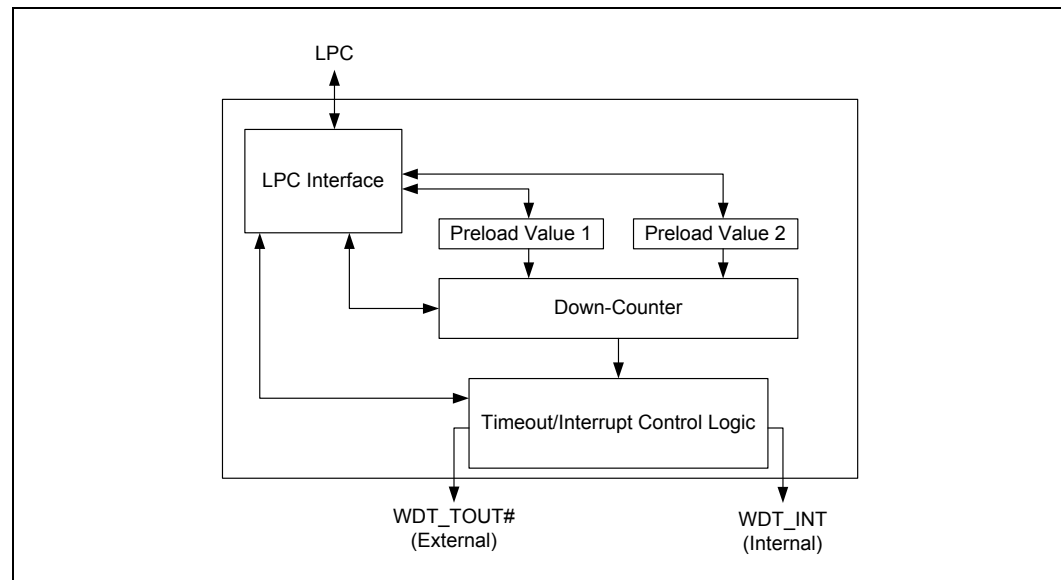 LPC
LPC Interface
Preload Value 1
Preload Value 2
Down-Counter
Timeout/Interrupt Control Logic
WDT_TOUT#
(External)
WDT_INT
(Internal)